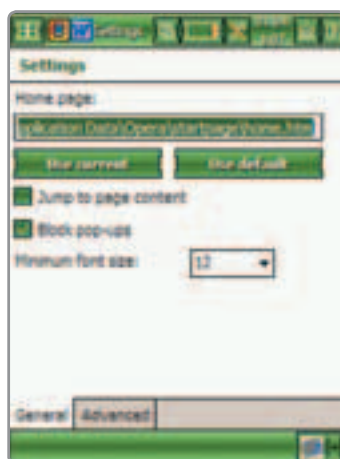 Settings
Settings
Home page:
pplication Data\Opera\startpage\home.htm
Use current Use default
Jump to page content
Block pop-ups
Minimum font size: 12
General Advanced